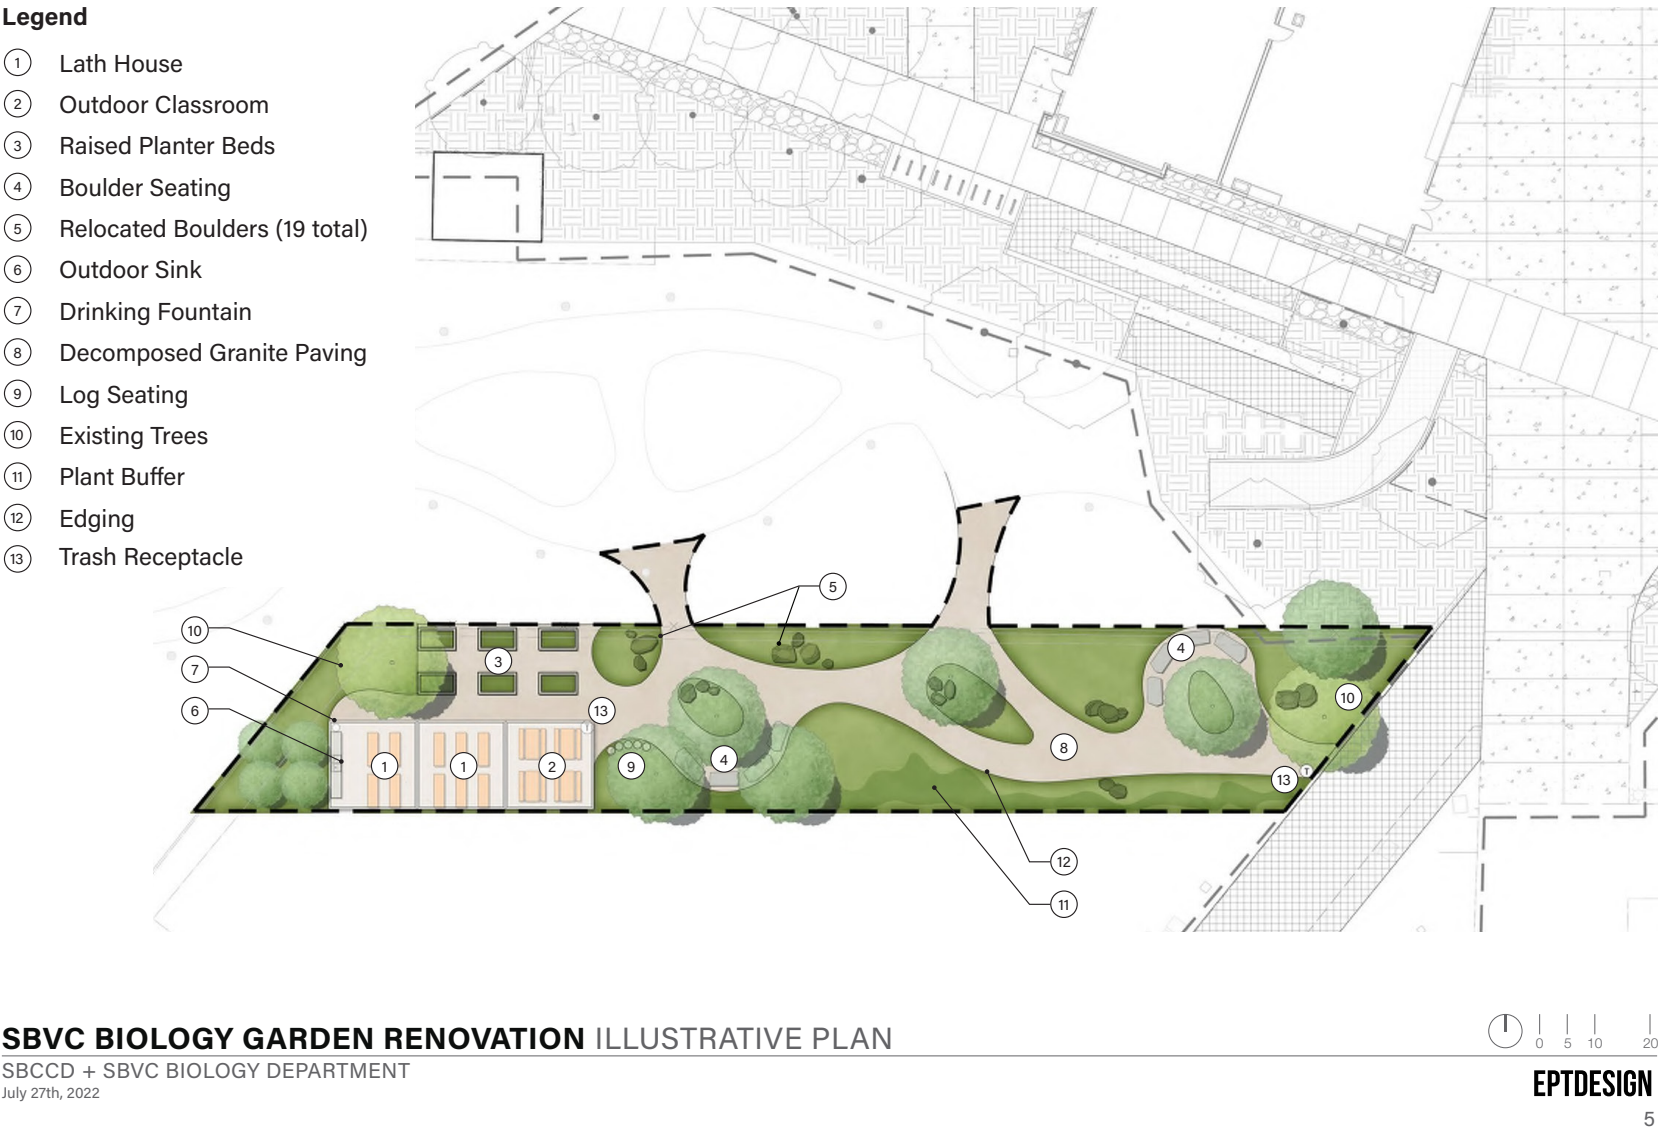 Legend
1 Lath House
2 Outdoor Classroom
3 Raised Planter Beds
4 Boulder Seating
5 Relocated Boulders (19 total)
6 Outdoor Sink
7 Drinking Fountain
8 Decomposed Granite Paving
9 Log Seating
10 Existing Trees
11 Plant Buffer
12 Edging
13 Trash Receptacle
5
10
7
6
3
13
4
10
1
1
2
9
4
8
13
T
T
12
11
SBVC BIOLOGY GARDEN RENOVATION ILLUSTRATIVE PLAN
SBCCD + SBVC BIOLOGY DEPARTMENT
July 27th, 2022
0 5 10 20
EPTDESIGN
5